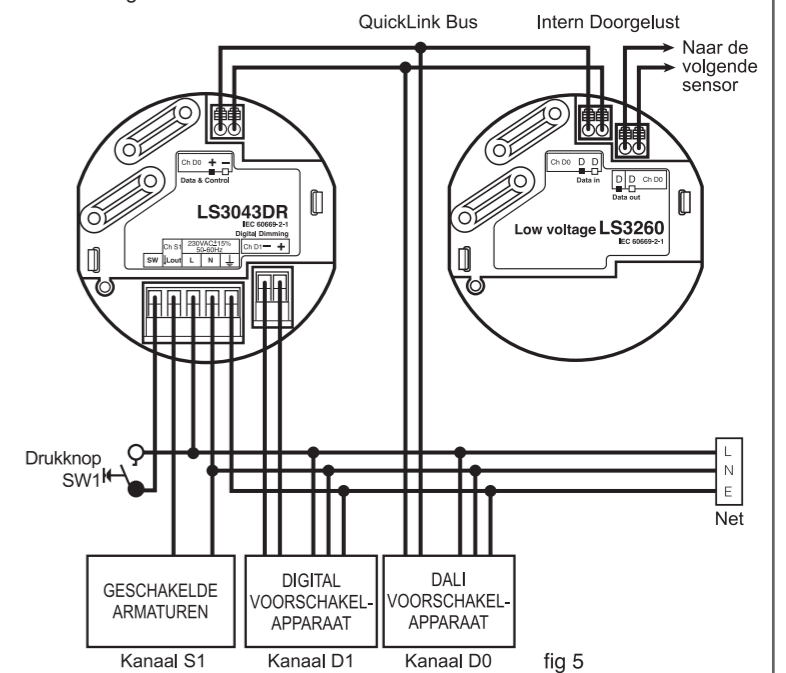 QuickLink Bus
Intern Doorgelust
Naar de
volgende
sensor
Ch D0 + −
Data & Control
LS3043DR
IEC 60669-2-1
Digital Dimming
Ch S1
230VAC±15%
50-60Hz
Ch D1 − +
SW
↓Lout
L
N
Ch D0 D D
Data in
D D Ch D0
Data out
Low voltage LS3260
IEC 60669-2-1
Drukknop
SW1
L
N
E
Net
GESCHAKELDE
ARMATUREN
DIGITAL
VOORSCHAKEL-
APPARAAT
DALI
VOORSCHAKEL-
APPARAAT
Kanaal S1
Kanaal D1
Kanaal D0
fig 5